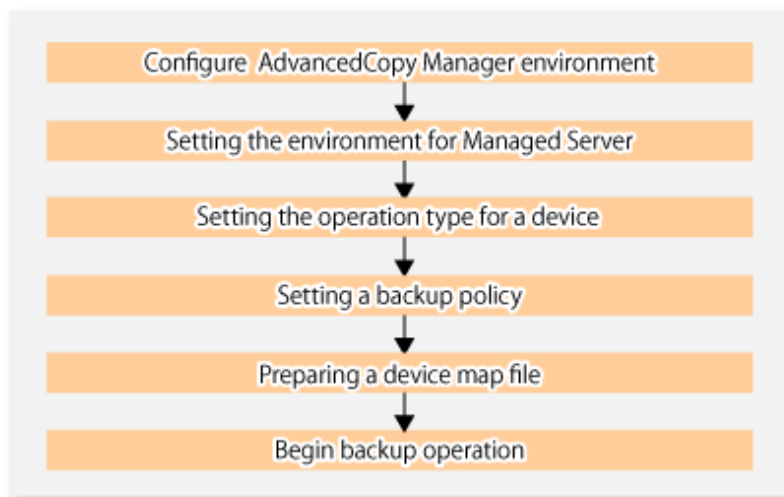 Configure AdvancedCopy Manager environment
Setting the environment for Managed Server
Setting the operation type for a device
Setting a backup policy
Preparing a device map file
Begin backup operation